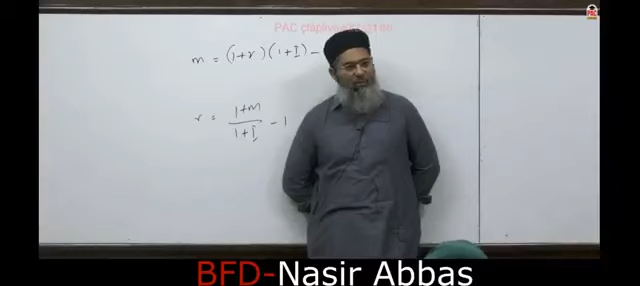 PAC
m = (1+r) (1+I) –
r = 1+m / 1+I – 1
BFD-Nasir Abbas